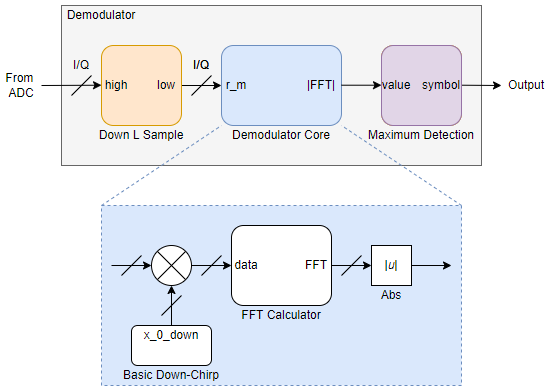 Demodulator
I/Q
I/Q
From
ADC
high
low
r_m
|FFT|
value
symbol
Output
Down L Sample
Demodulator Core
Maximum Detection
data
FFT
|u|
Abs
FFT Calculator
x_0_down
Basic Down-Chirp